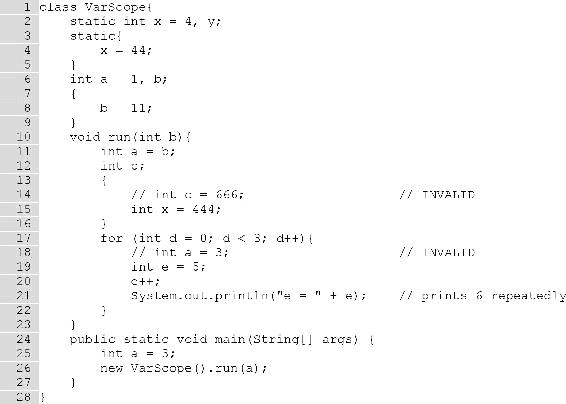 1 class VarScope{
2 static int x = 4, y;
3 static{
4 x = 44;
5 }
6 int a = 1, b;
7 {
8 b = 11;
9 }
10 void run(int b){
11 int a = b;
12 int c;
13 {
14 // int c = 666; // INVALID
15 int x = 444;
16 }
17 for (int d = 0; d < 3; d++){
18 // int a = 3; // INVALID
19 int e = 5;
20 e++;
21 System.out.println("e = " + e); // prints 6 repeatedly
22 }
23 }
24 public static void main(String[] args) {
25 int a = 5;
26 new VarScope().run(a);
27 }
28 }